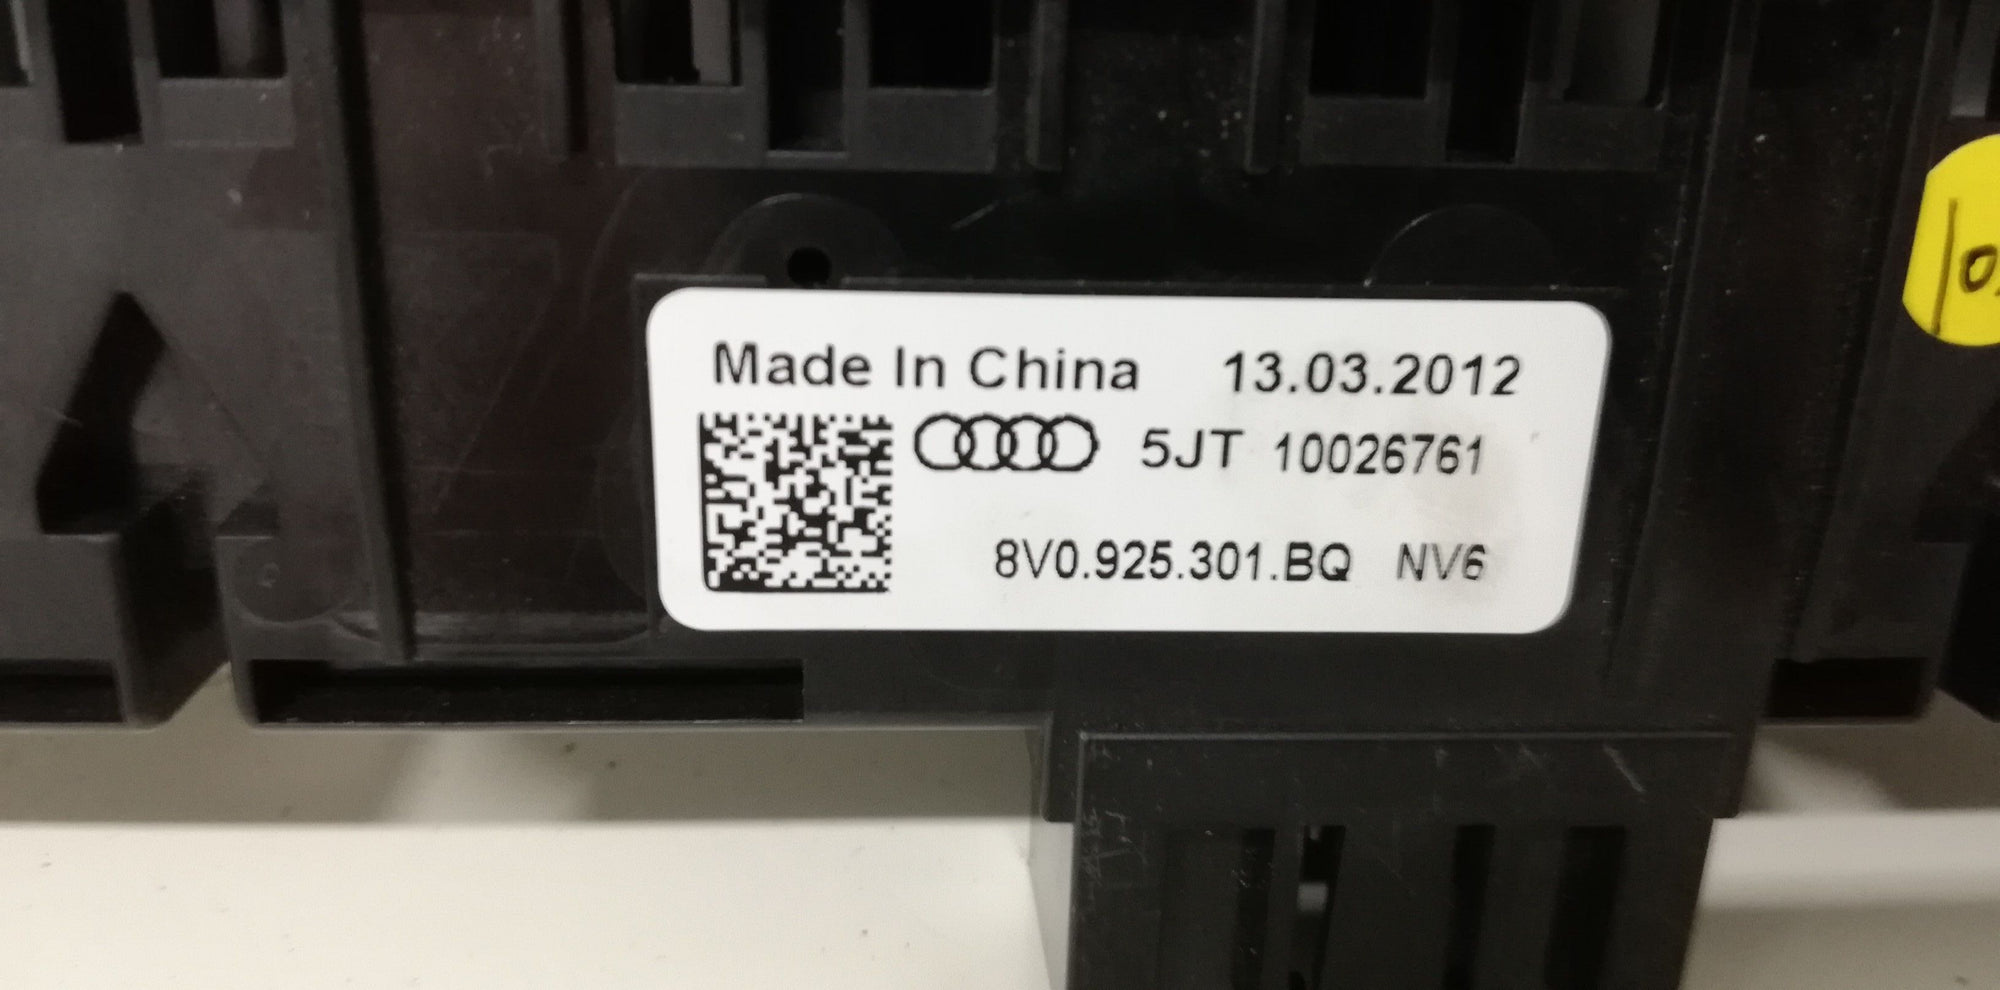 Made In China 13.03.2012
5JT 10026761
8V0.925.301.BQ NV6